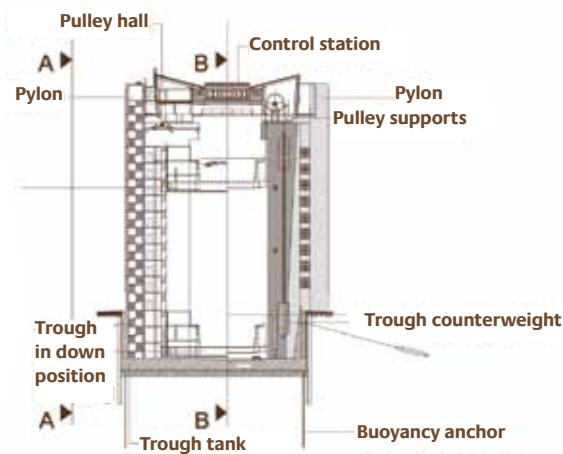 Pulley hall
Control station
A
B
Pylon
Pylon
Pulley supports
Trough
in down
position
Trough counterweight
A
B
Trough tank
Buoyancy anchor